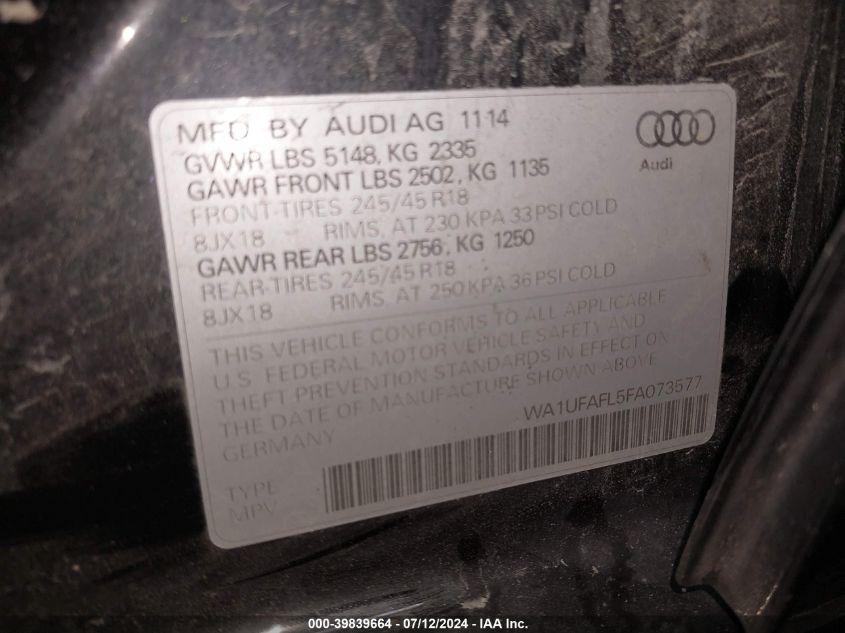 MFD BY AUDI AG 1114
GVWR LBS 5148, KG 2335
GAWR FRONT LBS 2502, KG 1135
FRONT-TIRES 245/45 R18
8JX18 RIMS, AT 230 KPA 33 PSI COLD
GAWR REAR LBS 2756, KG 1250
REAR-TIRES 245/45 R18
8JX18 RIMS, AT 250 KPA 36 PSI COLD
THIS VEHICLE CONFORMS TO ALL APPLICABLE
U.S. FEDERAL MOTOR VEHICLE SAFETY AND
THEFT PREVENTION STANDARDS IN EFFECT ON
THE DATE OF MANUFACTURE SHOWN ABOVE
GERMANY WA1UFAFL5FA073577
TYPE
MPV
Audi
000-39839664 - 07/12/2024 - IAA Inc.